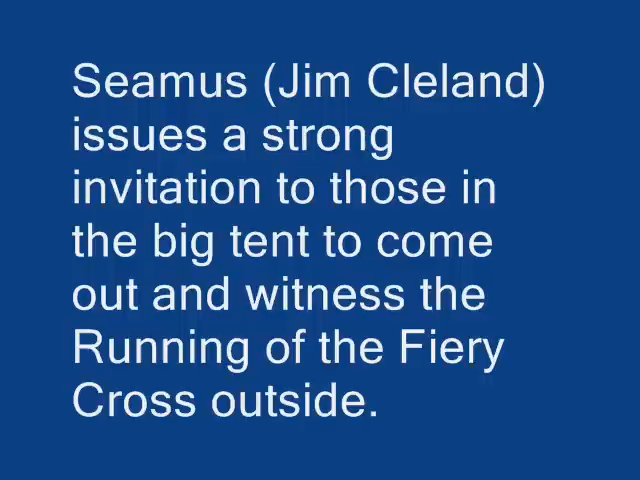 Seamus (Jim Cleland)
issues a strong
invitation to those in
the big tent to come
out and witness the
Running of the Fiery
Cross outside.